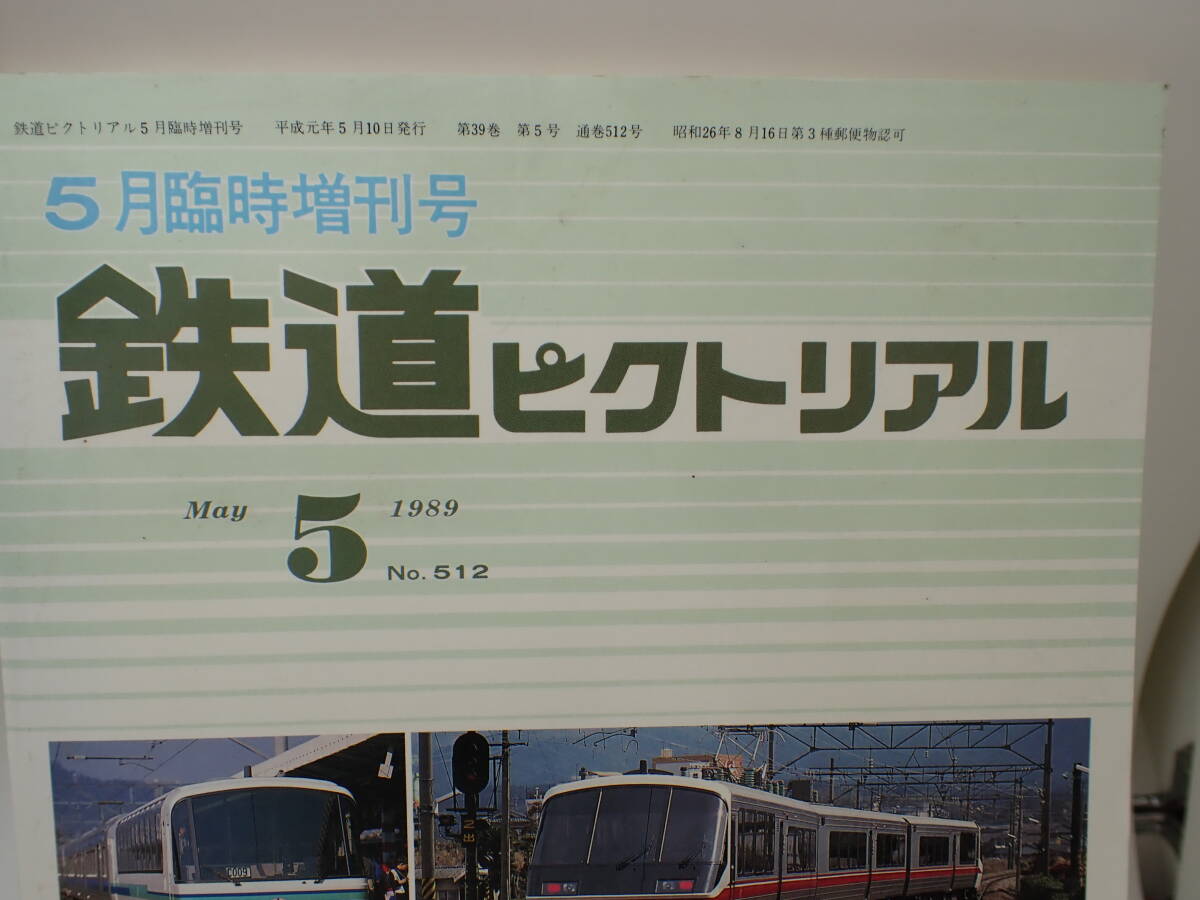 鉄道ピクトリアル5月臨時増刊号 平成元年5月10日発行 第39巻 第5号 通巻512号 昭和26年8月16日第3種郵便物認可
5月臨時増刊号
鉄道ピクトリアル
May 5 1989
No. 512
C009
2出